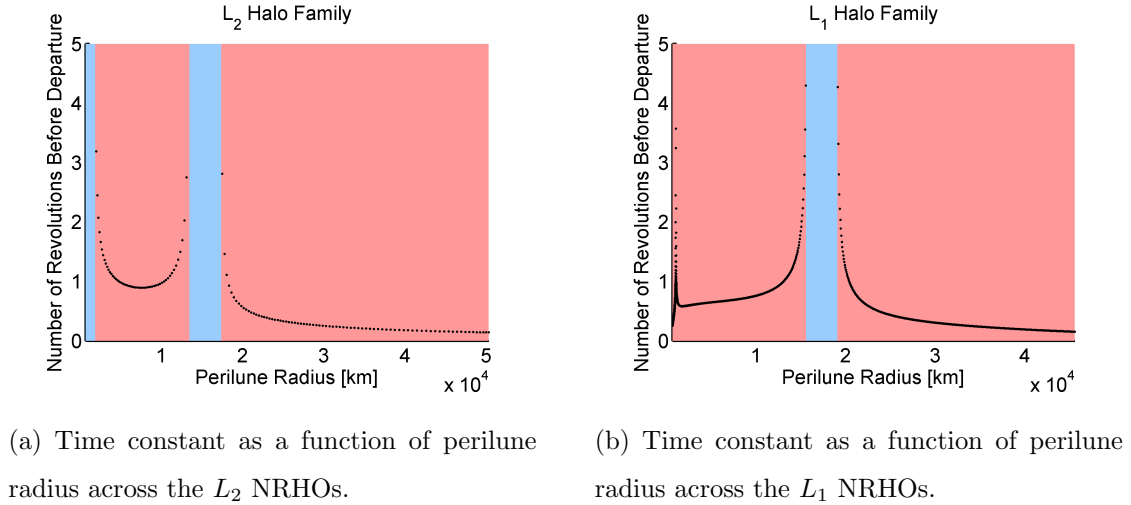 L2 Halo Family
Number of Revolutions Before Departure
5
4
3
2
1
0
1
2
3
4
5
x 10^4
Perilune Radius [km]
L1 Halo Family
Number of Revolutions Before Departure
5
4
3
2
1
0
1
2
3
4
x 10^4
Perilune Radius [km]
(a) Time constant as a function of perilune
radius across the L2 NRHOs.
(b) Time constant as a function of perilune
radius across the L1 NRHOs.